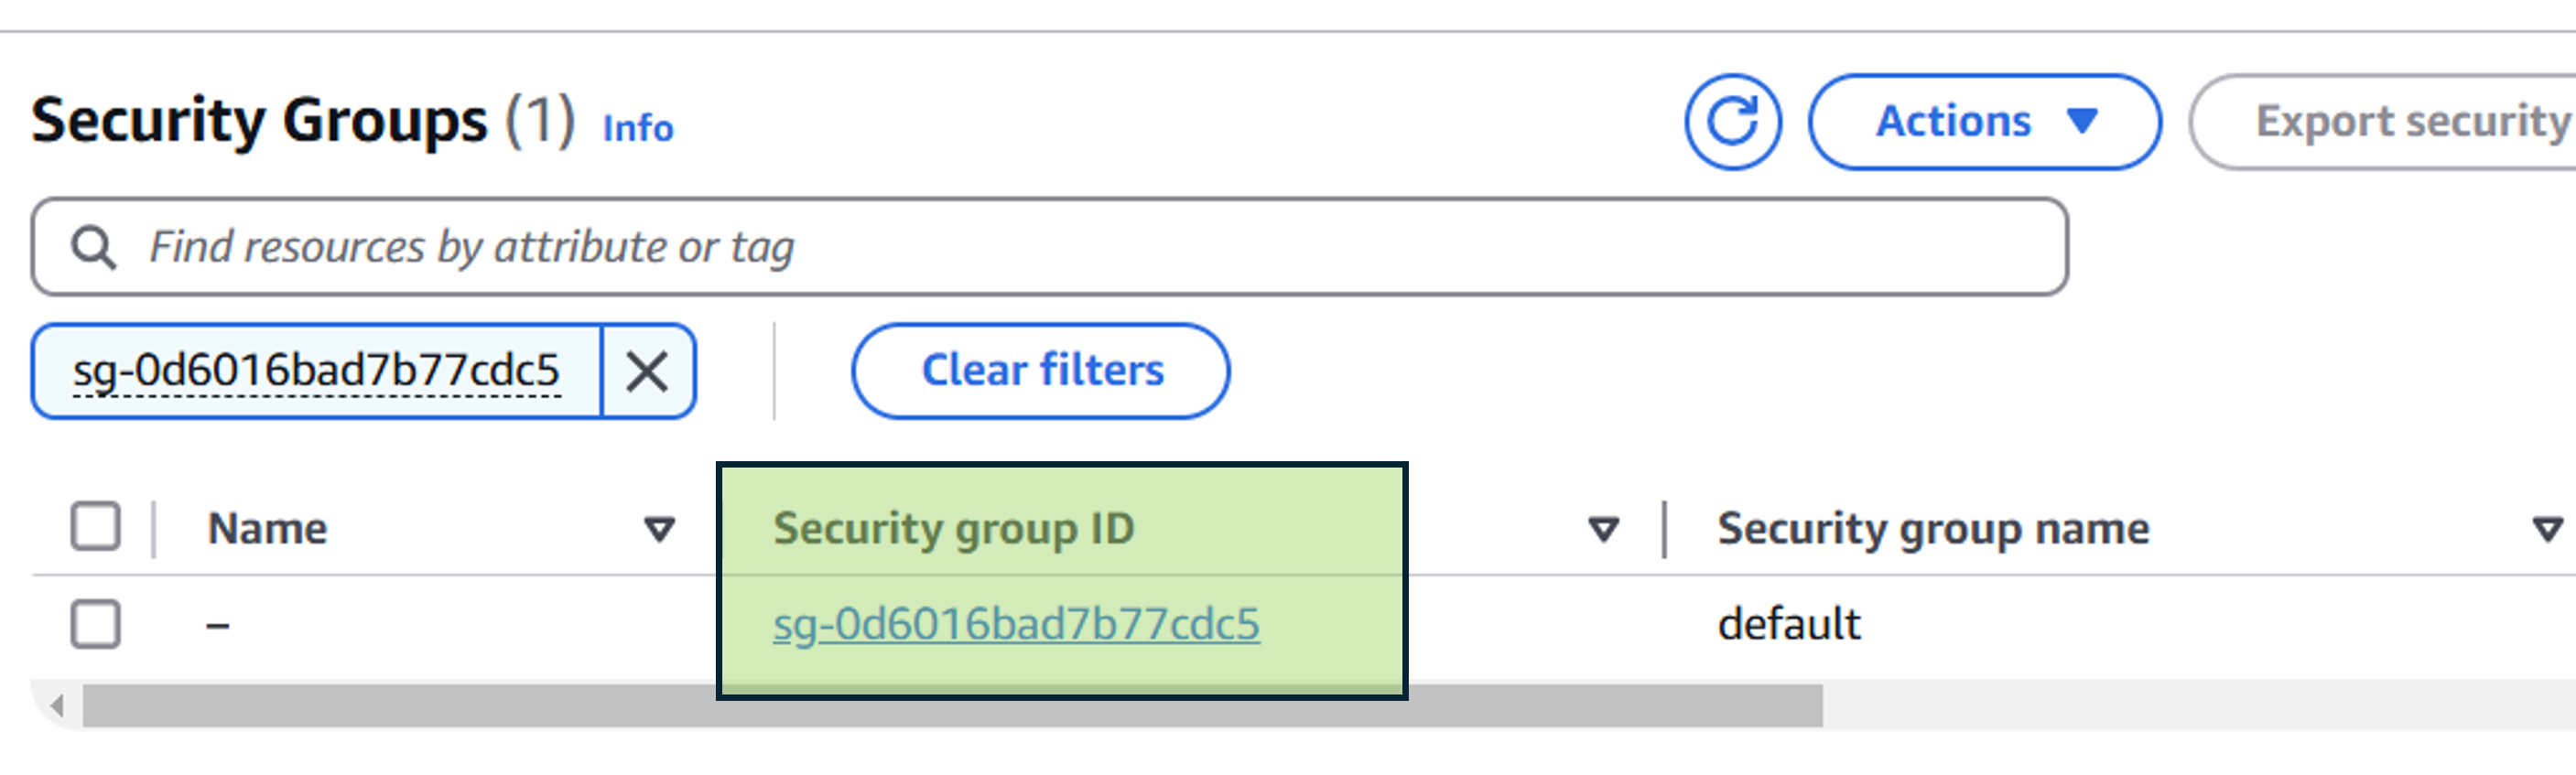 Security Groups (1) Info
Actions
Export security
Find resources by attribute or tag
sg-0d6016bad7b77cdc5
Clear filters
Name Security group ID Security group name
– sg-0d6016bad7b77cdc5 default